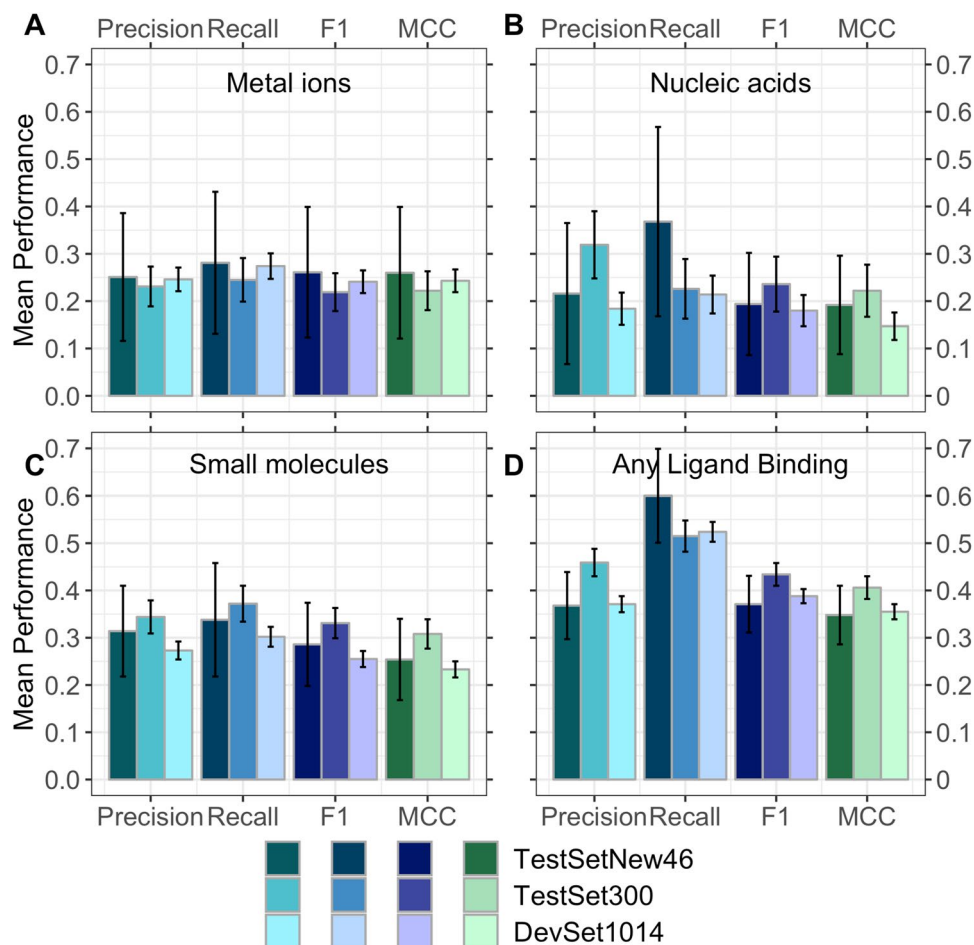 A
Precision Recall F1 MCC
B
Precision Recall F1 MCC
Mean Performance
0.7
0.6
0.5
0.4
0.3
0.2
0.1
0.0
Metal ions
Nucleic acids
0.7
0.6
0.5
0.4
0.3
0.2
0.1
0
C
Mean Performance
0.7
0.6
0.5
0.4
0.3
0.2
0.1
0.0
Small molecules
D
Any Ligand Binding
0.7
0.6
0.5
0.4
0.3
0.2
0.1
0
Precision Recall F1 MCC
Precision Recall F1 MCC
TestSetNew46
TestSet300
DevSet1014